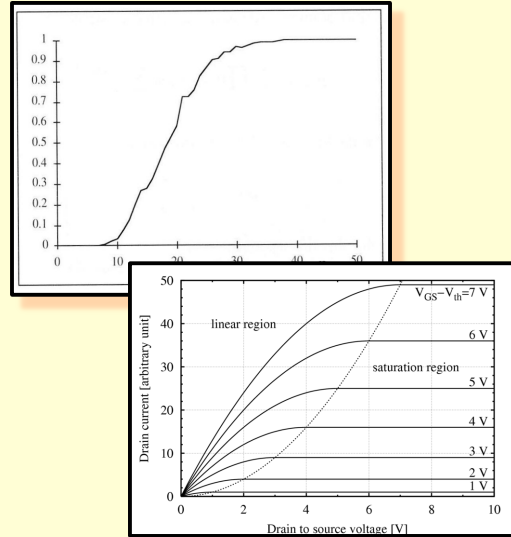 1
0.9
0.8
0.7
0.6
0.5
0.4
0.3
0.2
0.1
0
0 10 20 30 40 50
Drain current [arbitrary unit]
50
40
30
20
10
0
linear region
saturation region
V_GS−V_th=7 V
6 V
5 V
4 V
3 V
2 V
1 V
0 2 4 6 8 10
Drain to source voltage [V]